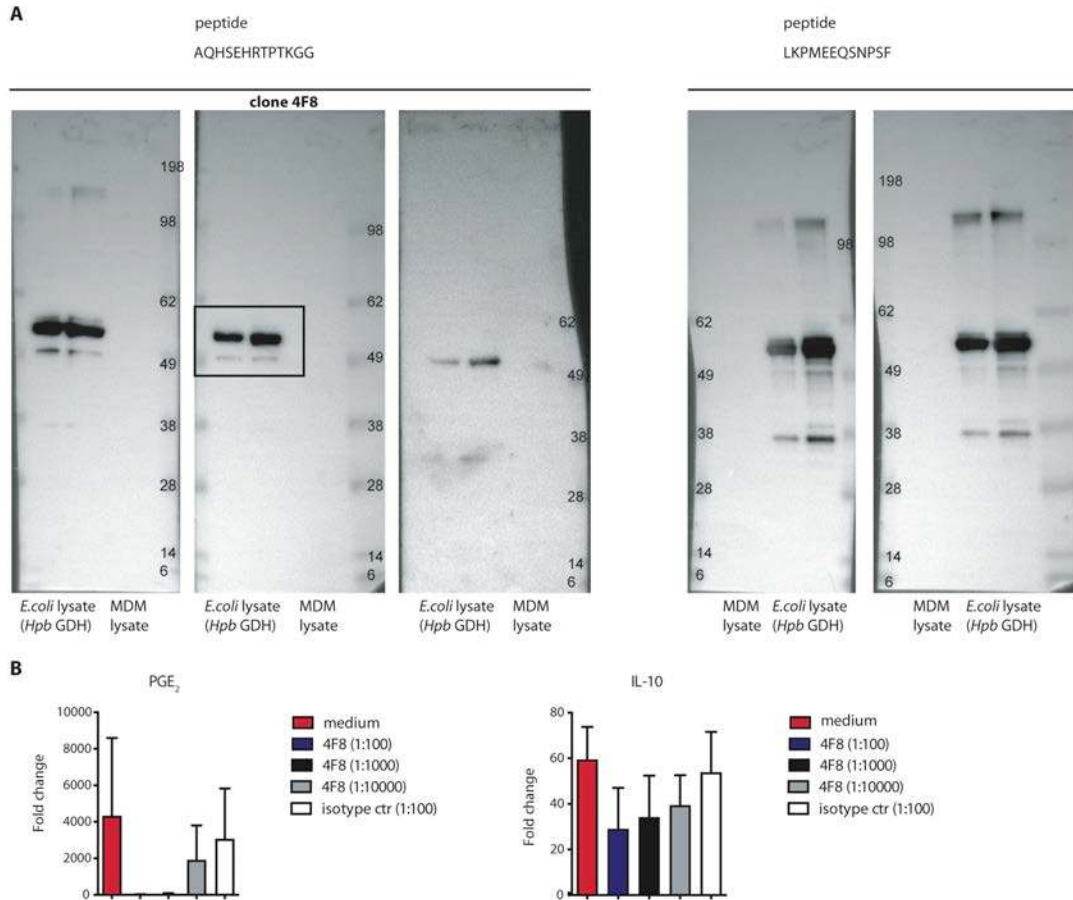 A
peptide
AQHSEHRTPTKGG
peptide
LKPMEEQSNPSF
clone 4F8
198
98
62
49
38
28
14
6
98
62
49
38
28
14
6
62
49
38
28
14
6
98
62
49
38
28
14
6
198
98
62
49
38
28
14
6
E.coli lysate
(Hpb GDH)
MDM
lysate
E.coli lysate
(Hpb GDH)
MDM
lysate
E.coli lysate
(Hpb GDH)
MDM
lysate
MDM
lysate
E.coli lysate
(Hpb GDH)
MDM
lysate
E.coli lysate
(Hpb GDH)
B
PGE₂
Fold change
10000
8000
6000
4000
2000
0
medium
4F8 (1:100)
4F8 (1:1000)
4F8 (1:10000)
isotype ctr (1:100)
IL-10
Fold change
80
60
40
20
0
medium
4F8 (1:100)
4F8 (1:1000)
4F8 (1:10000)
isotype ctr (1:100)